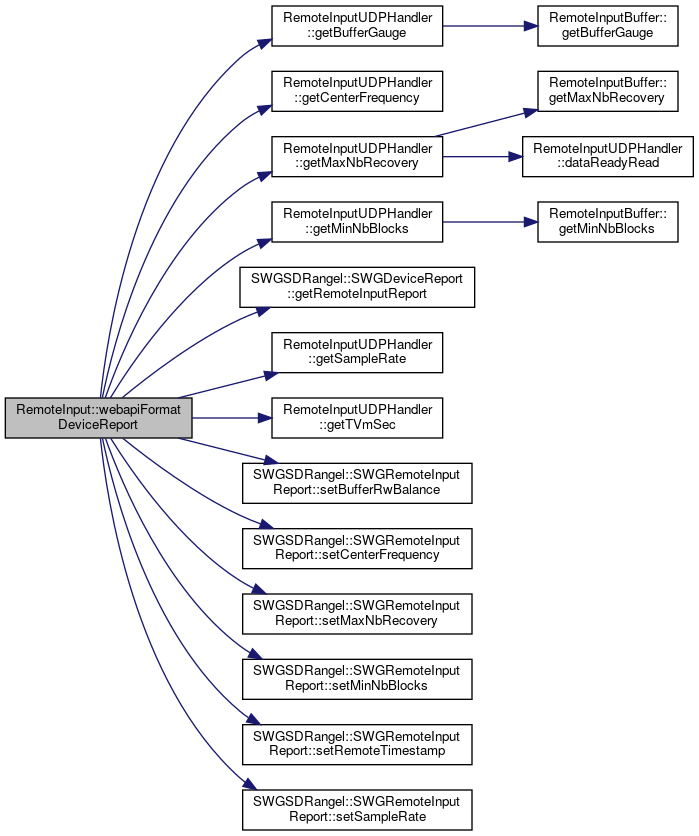 RemoteInput::webapiFormat
DeviceReport
RemoteInputUDPHandler
::getBufferGauge
RemoteInputBuffer::
getBufferGauge
RemoteInputUDPHandler
::getCenterFrequency
RemoteInputUDPHandler
::getMaxNbRecovery
RemoteInputBuffer::
getMaxNbRecovery
RemoteInputUDPHandler
::dataReadyRead
RemoteInputUDPHandler
::getMinNbBlocks
RemoteInputBuffer::
getMinNbBlocks
SWGSDRangel::SWGDeviceReport
::getRemoteInputReport
RemoteInputUDPHandler
::getSampleRate
RemoteInputUDPHandler
::getTVmSec
SWGSDRangel::SWGRemoteInput
Report::setBufferRwBalance
SWGSDRangel::SWGRemoteInput
Report::setCenterFrequency
SWGSDRangel::SWGRemoteInput
Report::setMaxNbRecovery
SWGSDRangel::SWGRemoteInput
Report::setMinNbBlocks
SWGSDRangel::SWGRemoteInput
Report::setRemoteTimestamp
SWGSDRangel::SWGRemoteInput
Report::setSampleRate